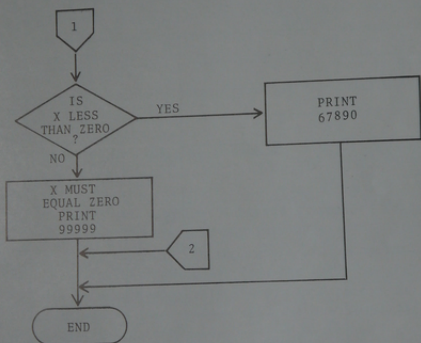 1
IS
X LESS
THAN ZERO
?
YES
NO
PRINT
67890
X MUST
EQUAL ZERO
PRINT
99999
2
END